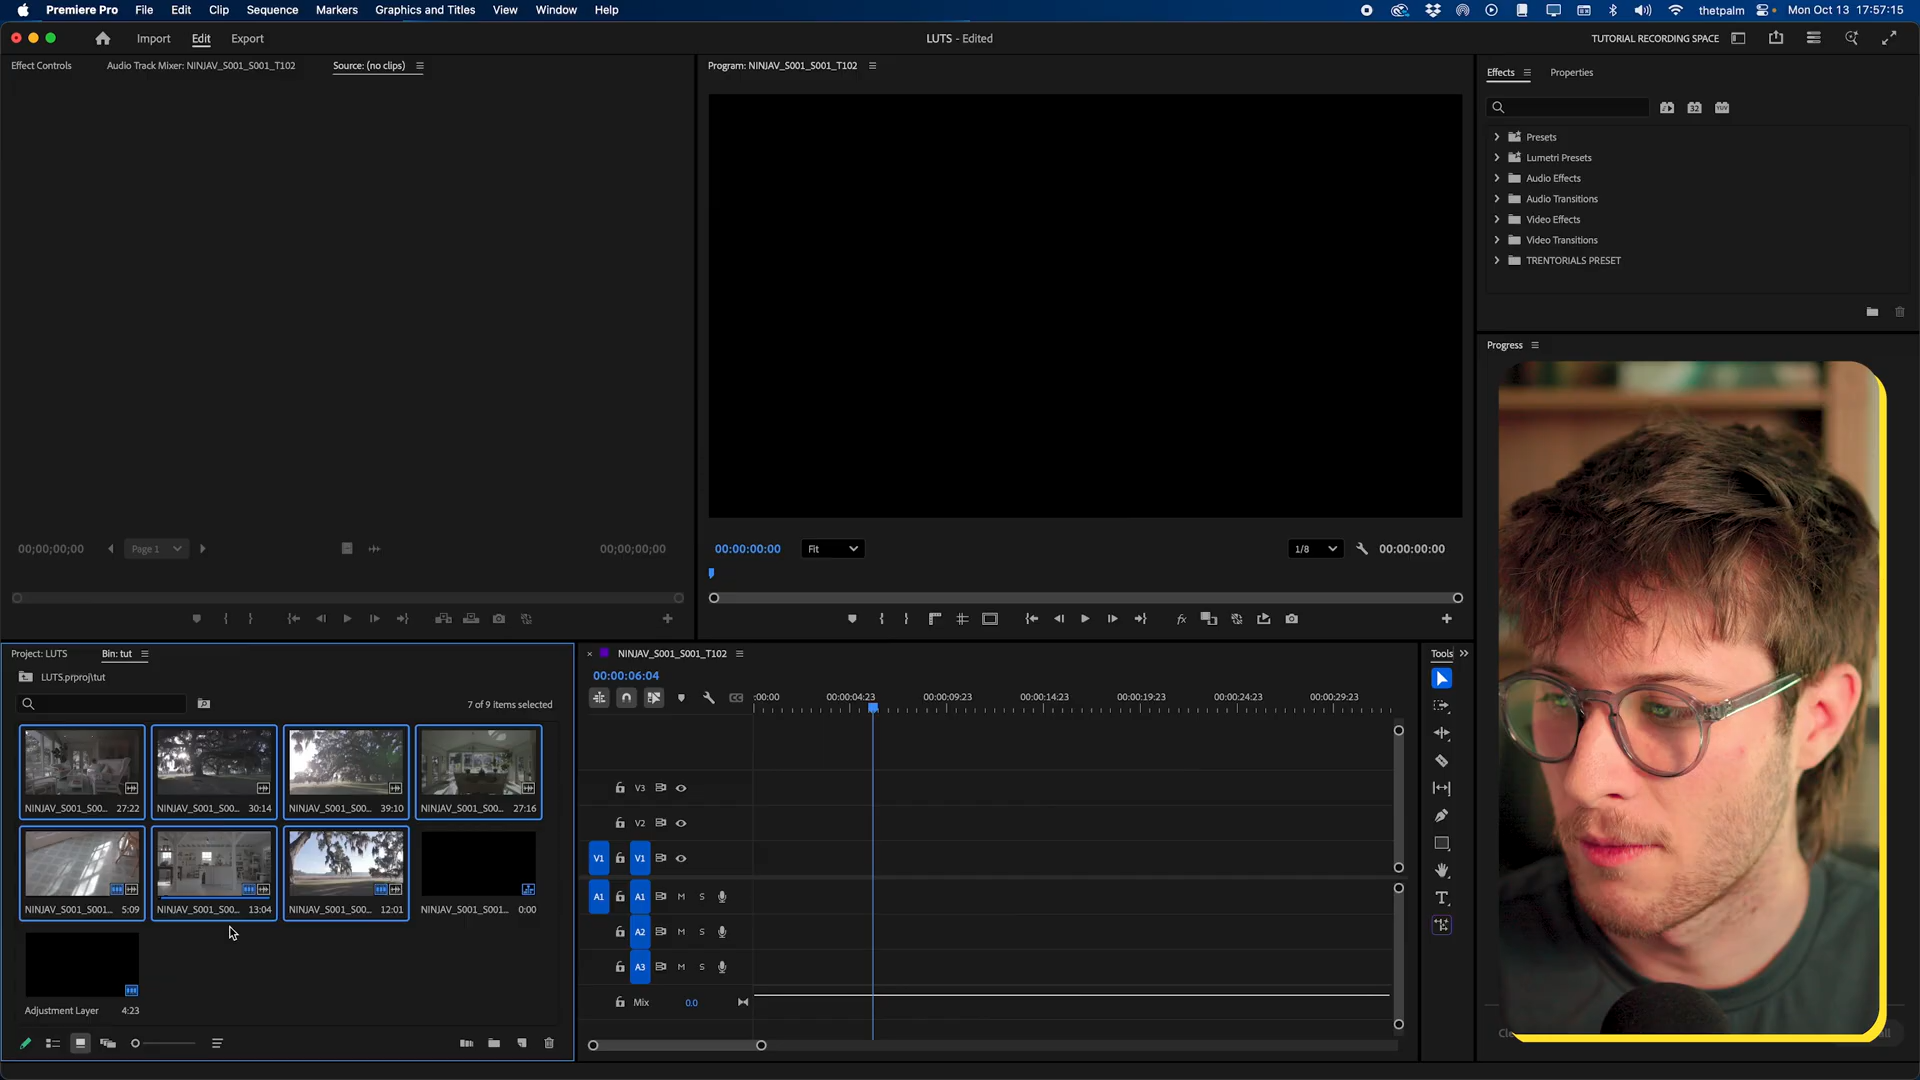 Premiere Pro File Edit Clip Sequence Markers Graphics and Titles View Window Help thetpalm Mon Oct 13 17:57:15
Import Edit Export LUTS - Edited TUTORIAL RECORDING SPACE
Effect Controls Audio Track Mixer: NINJAV_S001_S001_T102 Source: (no clips)
Program: NINJAV_S001_S001_T102
Effects Properties
32
Presets
Lumetri Presets
Audio Effects
Audio Transitions
Video Effects
Video Transitions
TRENTORIALS PRESET
Progress
00;00;00;00 Page 1 00;00;00;00
00:00:00:00 Fit 1/8 00:00:00:00
fx
Project: LUTS Bin: tut
LUTS.prproj\tut
7 of 9 items selected
NINJAV_S001_S00... 27:22 NINJAV_S001_S00... 30:14 NINJAV_S001_S00... 39:10 NINJAV_S001_S00... 27:16
NINJAV_S001_S001... 5:09 NINJAV_S001_S00... 13:04 NINJAV_S001_S00... 12:01 NINJAV_S001_S001... 0:00
Adjustment Layer 4:23
NINJAV_S001_S001_T102
00:00:06:04
:00:00 00:00:04:23 00:00:09:23 00:00:14:23 00:00:19:23 00:00:24:23 00:00:29:23
V3
V2
V1 V1
A1 A1 M S
A2 M S
A3 M S
Mix 0.0
Tools
T